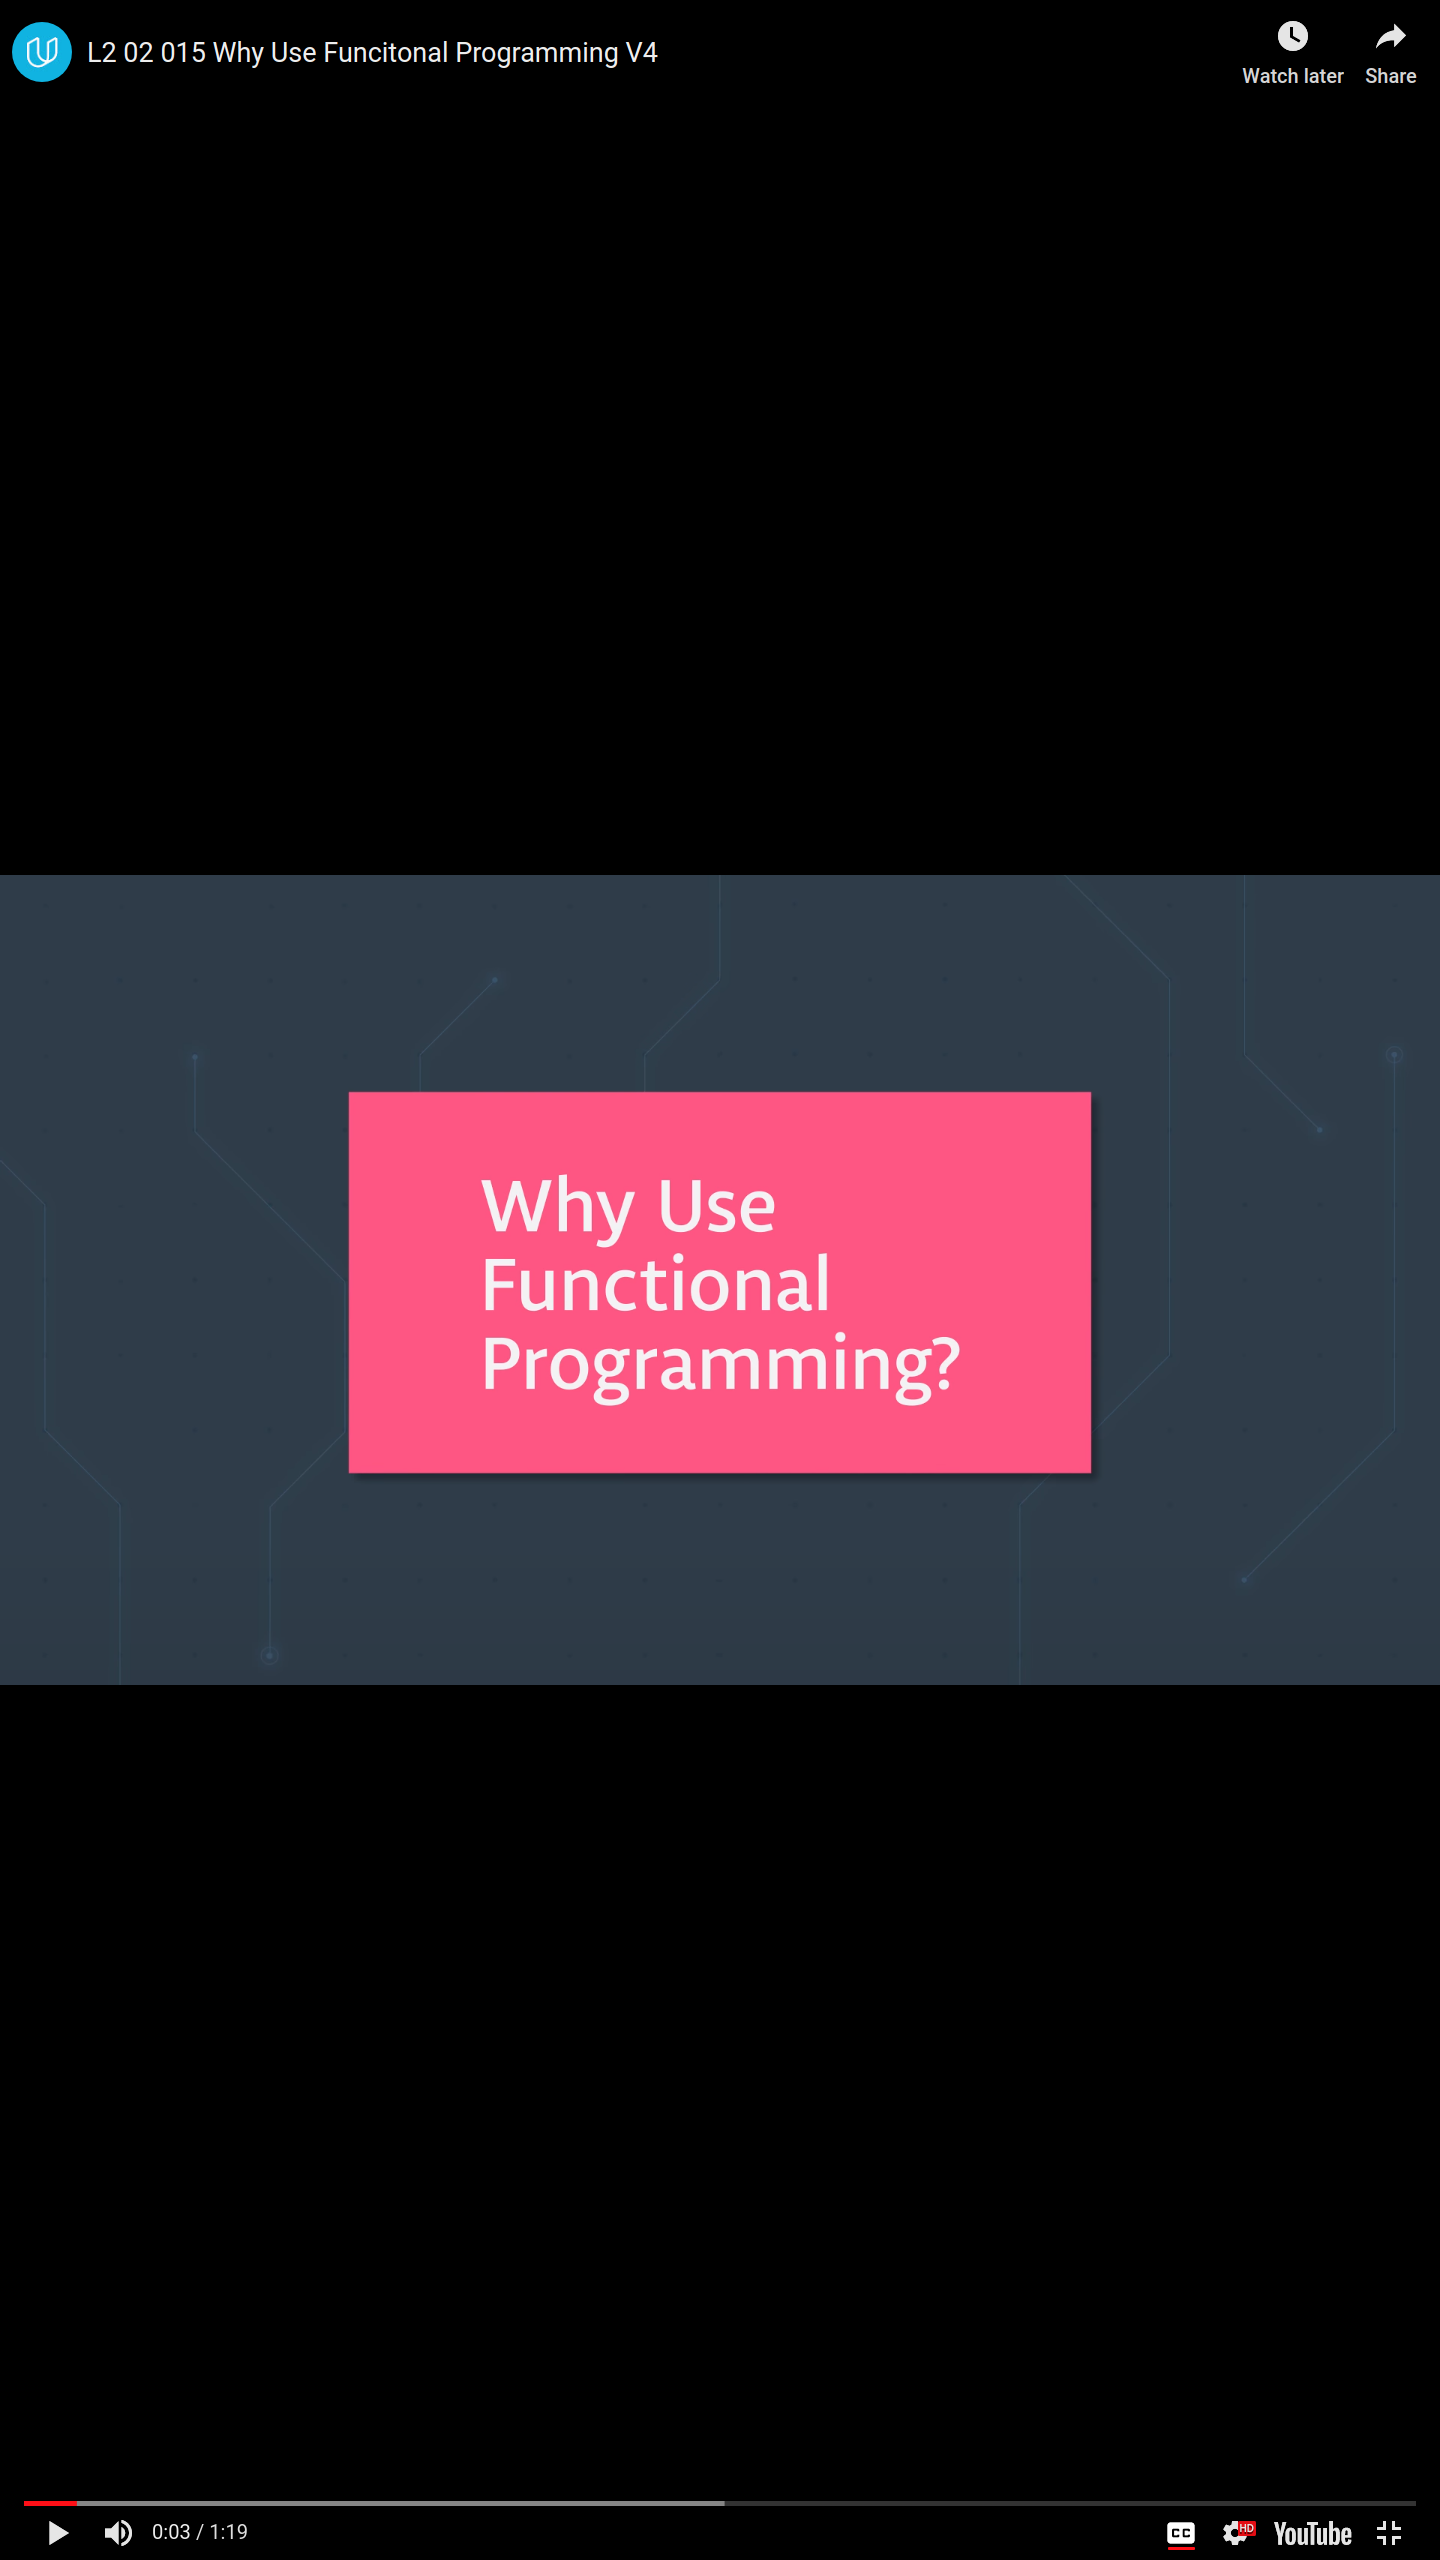 L2 02 015 Why Use Funcitonal Programming V4
Watch later
Share
Why Use
Functional
Programming?
0:03 / 1:19
CC
HD
YouTube